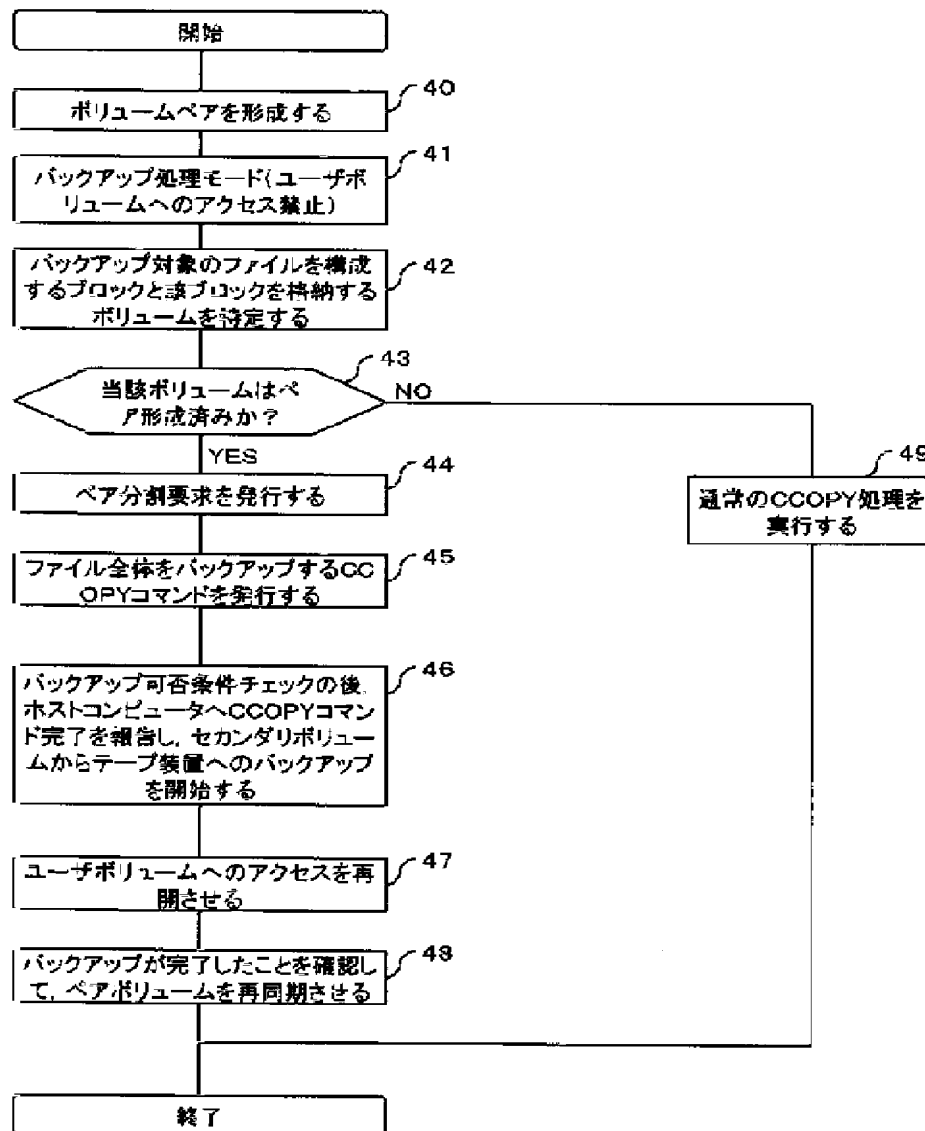 開始
40
ボリュームペアを形成する
41
バックアップ処理モード(ユーザボ
リュームへのアクセス禁止)
42
バックアップ対象のファイルを構成
するブロックと該ブロックを格納する
ボリュームを特定する
43
当該ボリュームはペ
ア形成済みか?
NO
YES
44
ペア分割要求を発行する
49
通常のCCOPY処理を
実行する
45
ファイル全体をバックアップするCC
OPYコマンドを発行する
46
バックアップ可否条件チェックの後,
ホストコンピュータへCCOPYコマン
ド完了を報告し, セカンダリボリュー
ムからテープ装置へのバックアップ
を開始する
47
ユーザボリュームへのアクセスを再
開させる
48
バックアップが完了したことを確認し
て, ペアボリュームを再同期させる
終了